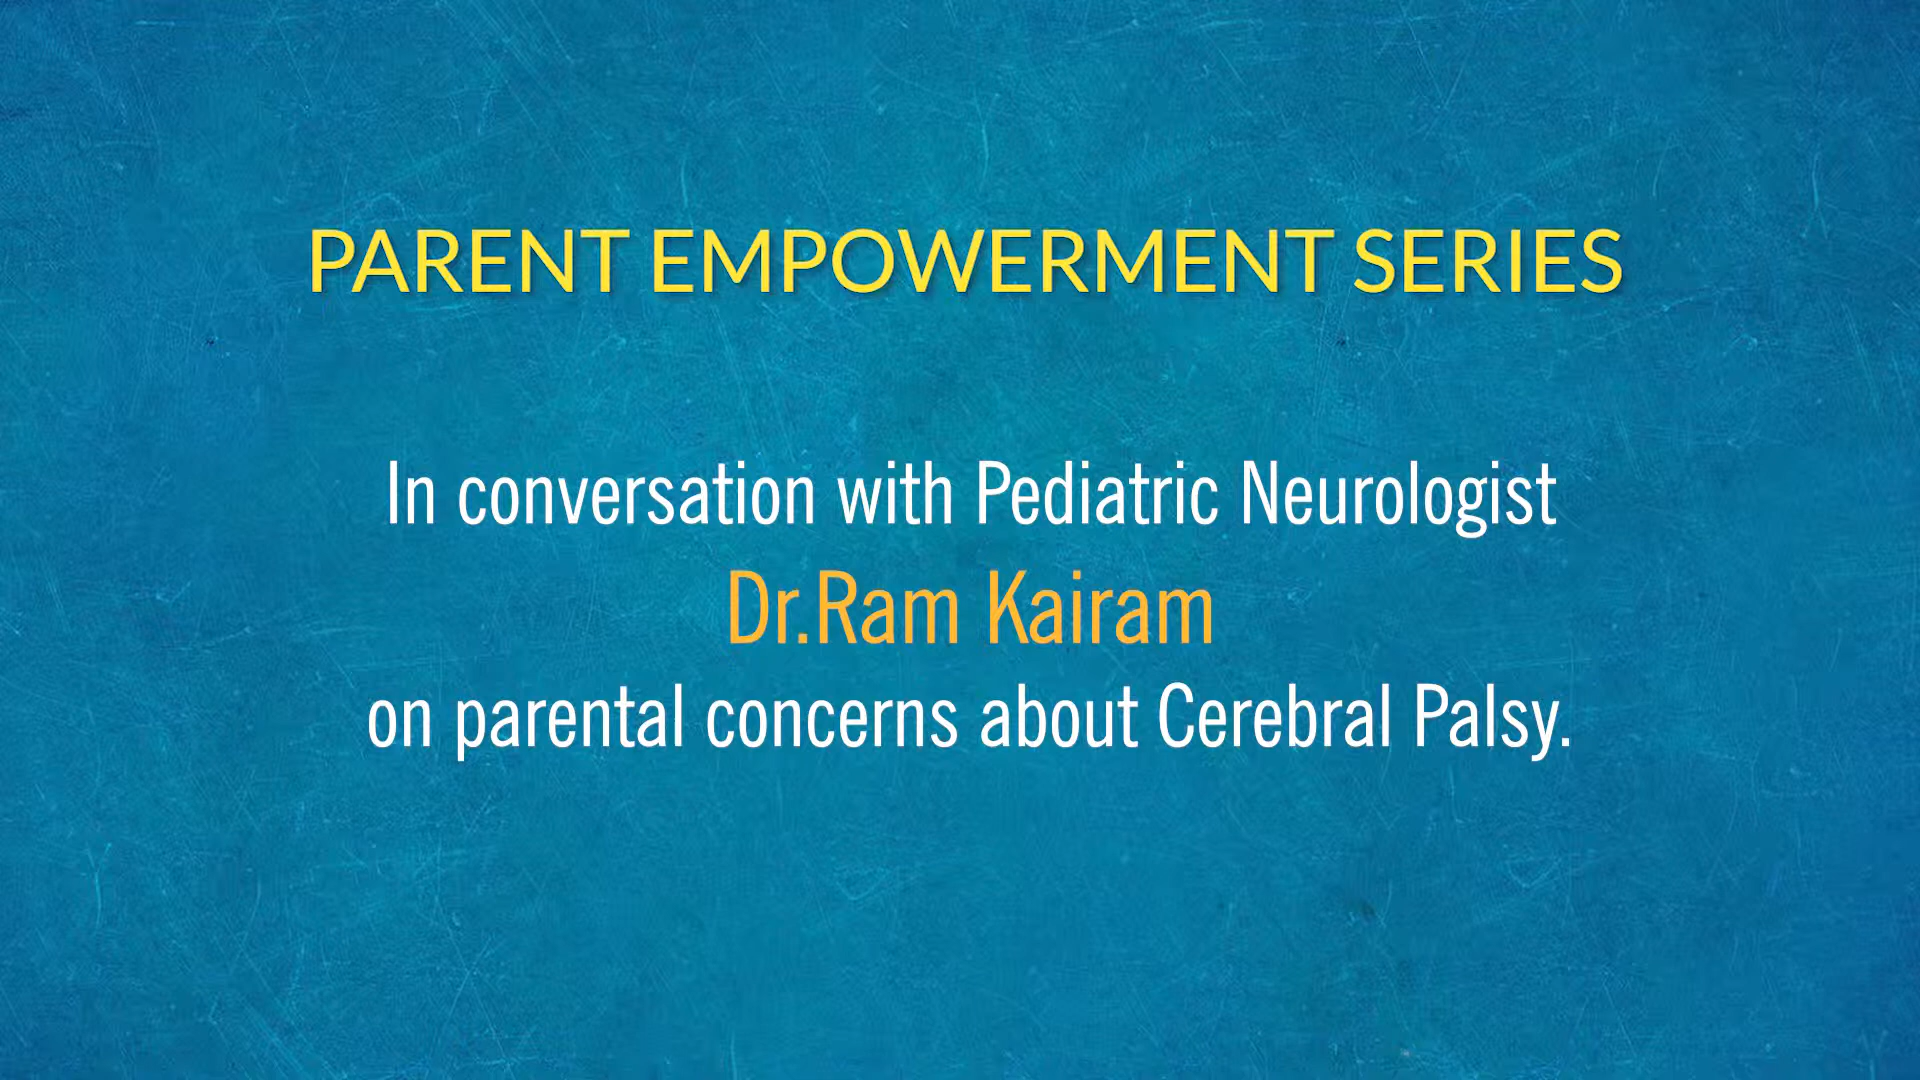 PARENT EMPOWERMENT SERIES
In conversation with Pediatric Neurologist
Dr.Ram Kairam
on parental concerns about Cerebral Palsy.